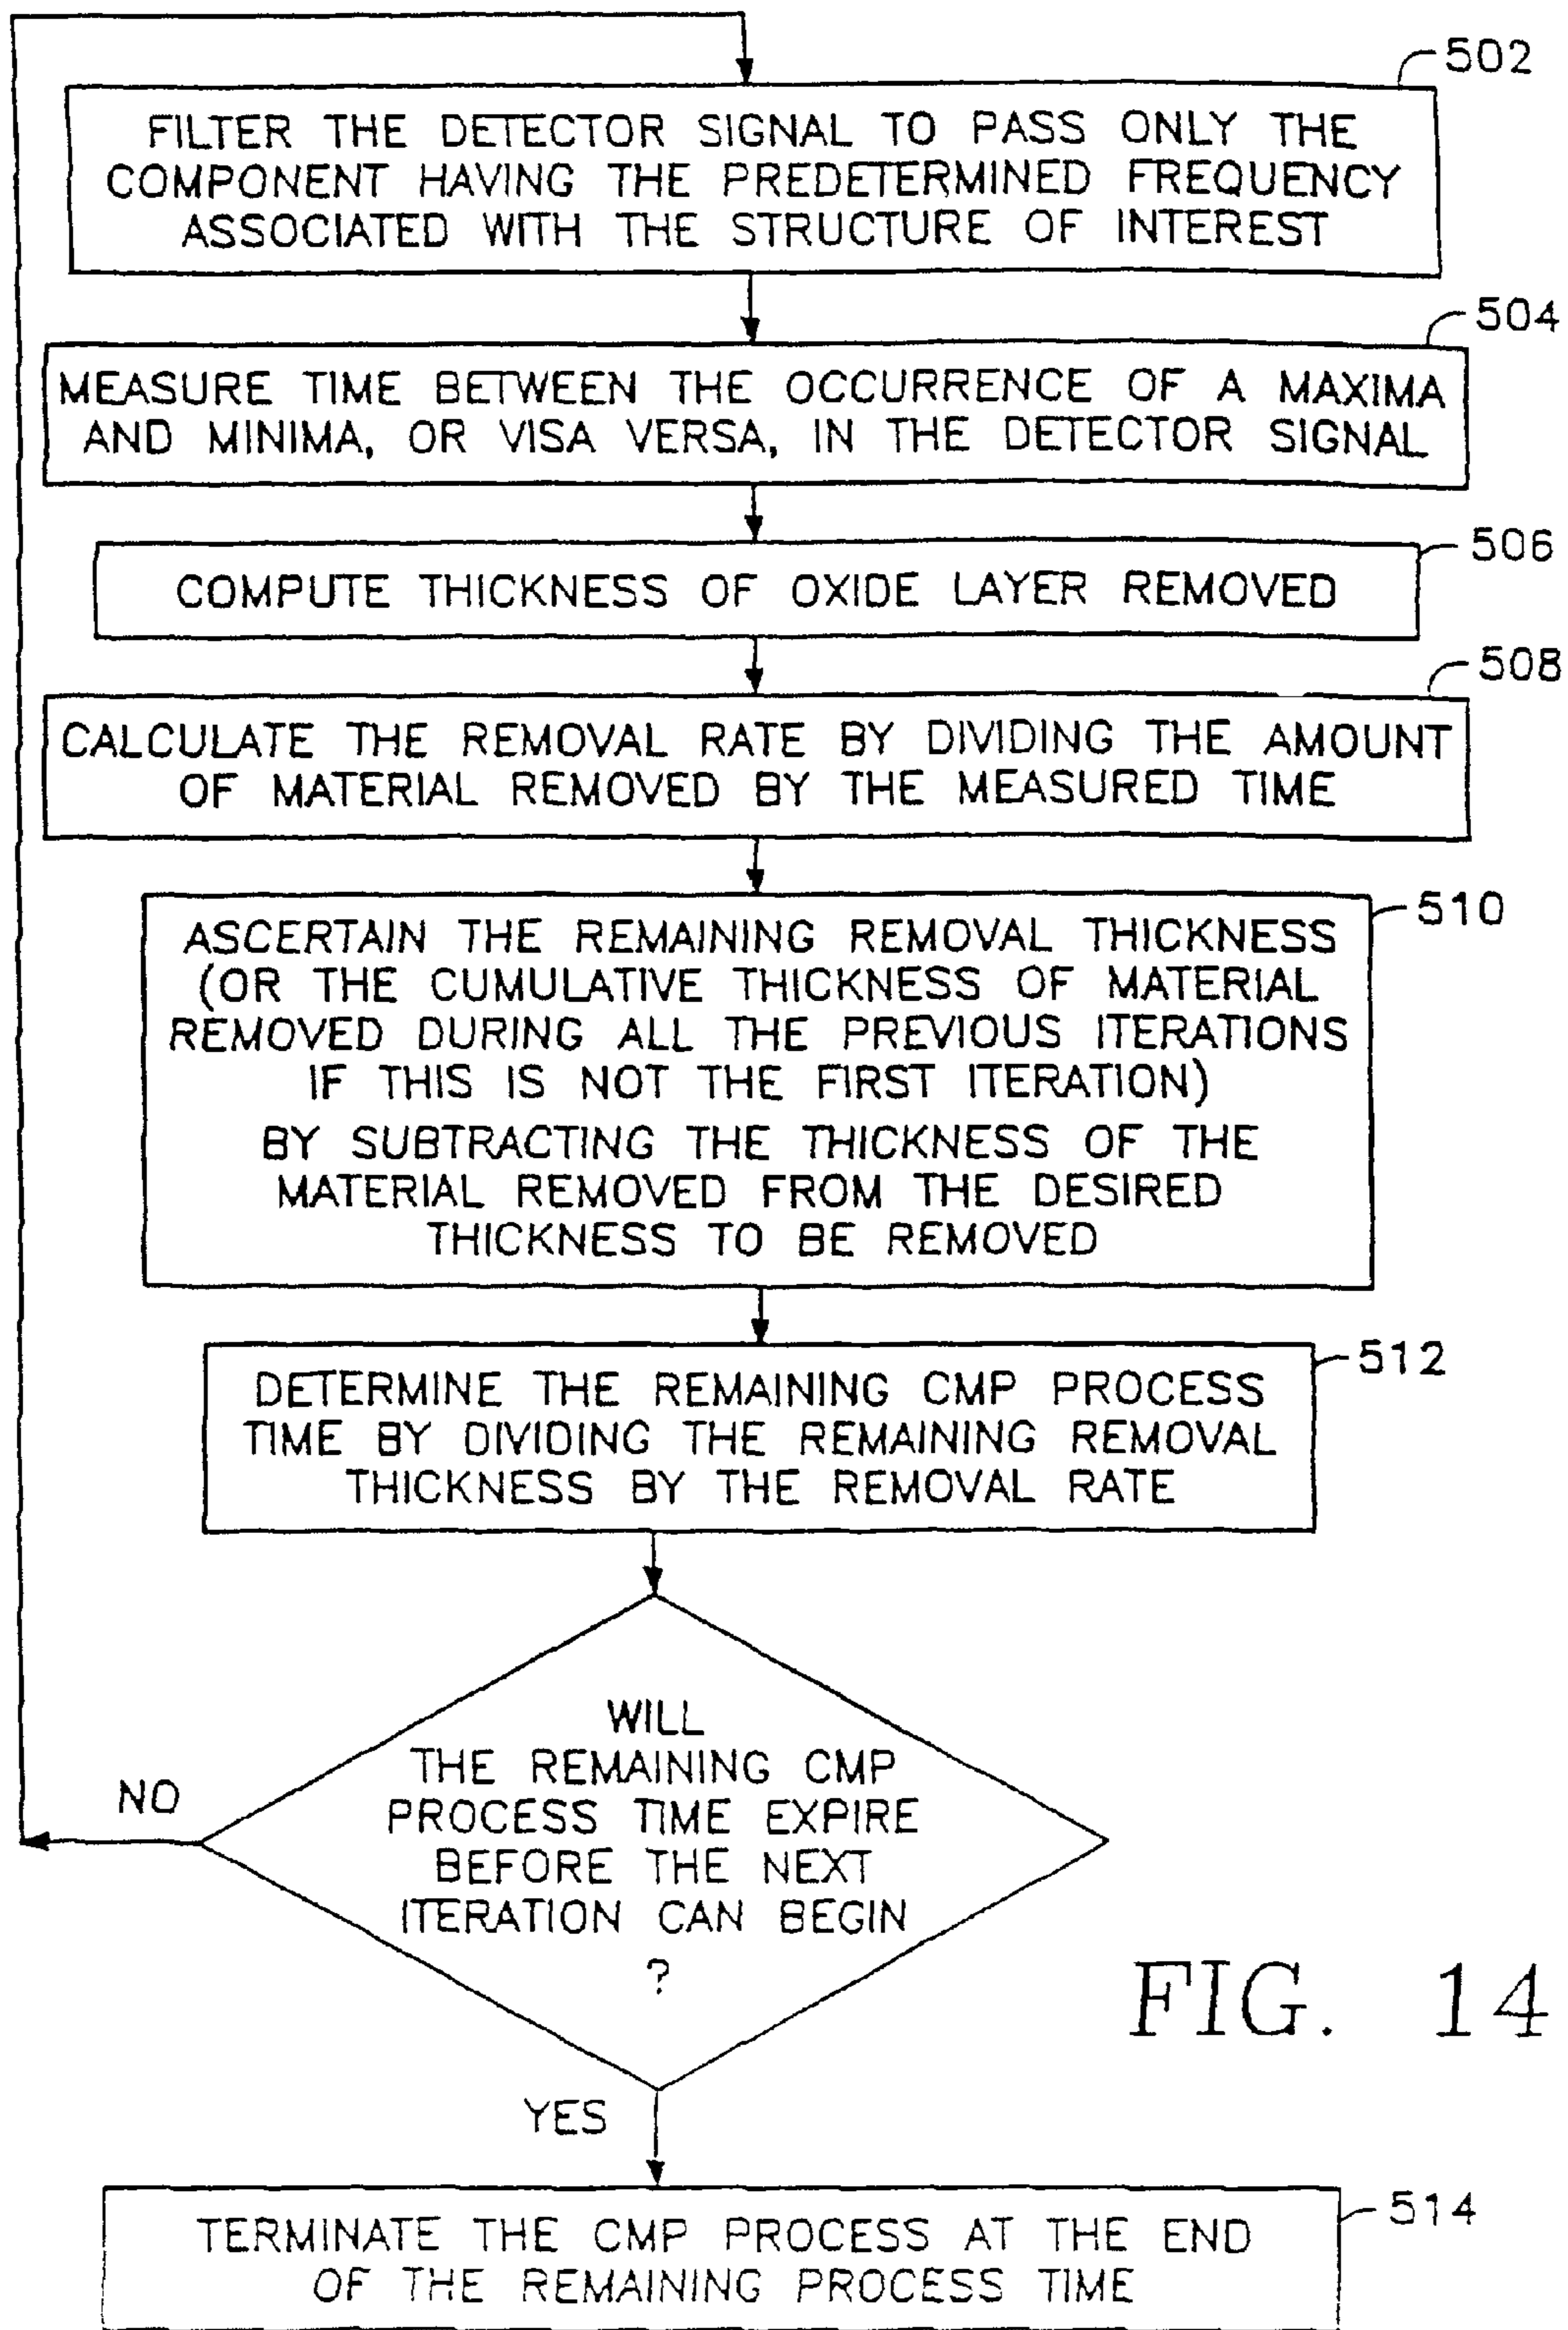 502
FILTER THE DETECTOR SIGNAL TO PASS ONLY THE
COMPONENT HAVING THE PREDETERMINED FREQUENCY
ASSOCIATED WITH THE STRUCTURE OF INTEREST
504
MEASURE TIME BETWEEN THE OCCURRENCE OF A MAXIMA
AND MINIMA, OR VISA VERSA, IN THE DETECTOR SIGNAL
506
COMPUTE THICKNESS OF OXIDE LAYER REMOVED
508
CALCULATE THE REMOVAL RATE BY DIVIDING THE AMOUNT
OF MATERIAL REMOVED BY THE MEASURED TIME
510
ASCERTAIN THE REMAINING REMOVAL THICKNESS
(OR THE CUMULATIVE THICKNESS OF MATERIAL
REMOVED DURING ALL THE PREVIOUS ITERATIONS
IF THIS IS NOT THE FIRST ITERATION)
BY SUBTRACTING THE THICKNESS OF THE
MATERIAL REMOVED FROM THE DESIRED
THICKNESS TO BE REMOVED
512
DETERMINE THE REMAINING CMP PROCESS
TIME BY DIVIDING THE REMAINING REMOVAL
THICKNESS BY THE REMOVAL RATE
WILL
THE REMAINING CMP
PROCESS TIME EXPIRE
BEFORE THE NEXT
ITERATION CAN BEGIN
?
NO
FIG. 14
YES
514
TERMINATE THE CMP PROCESS AT THE END
OF THE REMAINING PROCESS TIME